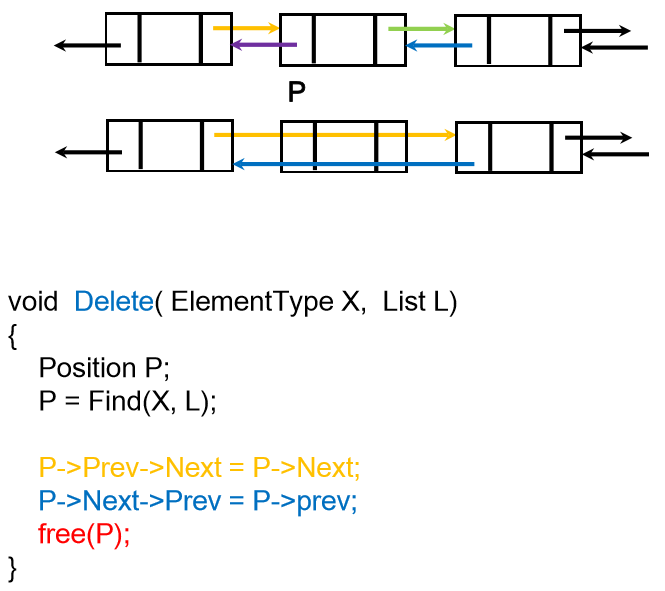 P
void Delete( ElementType X, List L)
{
Position P;
P = Find(X, L);
P->Prev->Next = P->Next;
P->Next->Prev = P->prev;
free(P);
}